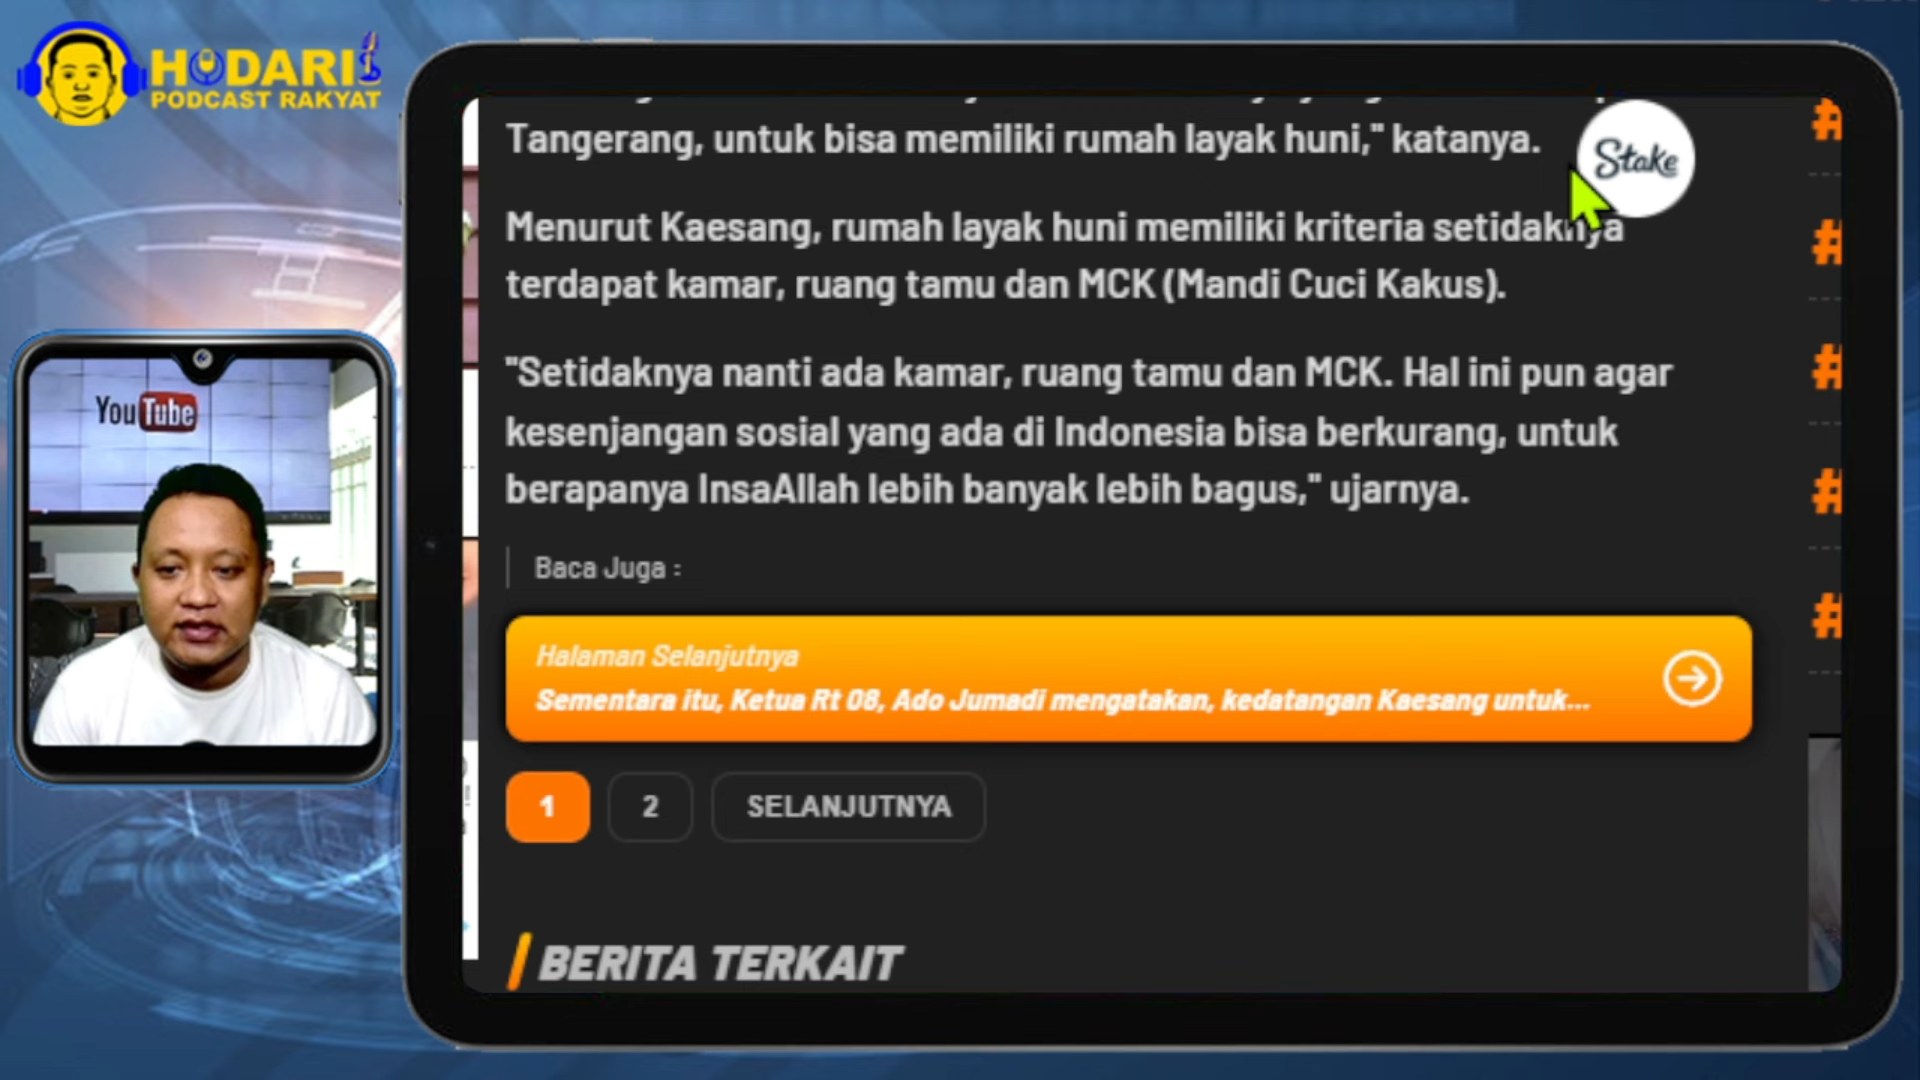 HODARI
PODCAST RAKYAT
YouTube
Tangerang, untuk bisa memiliki rumah layak huni," katanya.
Stake
Menurut Kaesang, rumah layak huni memiliki kriteria setidaknya
terdapat kamar, ruang tamu dan MCK (Mandi Cuci Kakus).
"Setidaknya nanti ada kamar, ruang tamu dan MCK. Hal ini pun agar
kesenjangan sosial yang ada di Indonesia bisa berkurang, untuk
berapanya InsaAllah lebih banyak lebih bagus," ujarnya.
Baca Juga :
Halaman Selanjutnya
Sementara itu, Ketua Rt 08, Ado Jumadi mengatakan, kedatangan Kaesang untuk...
1
2
SELANJUTNYA
BERITA TERKAIT
#
#
#
#
#